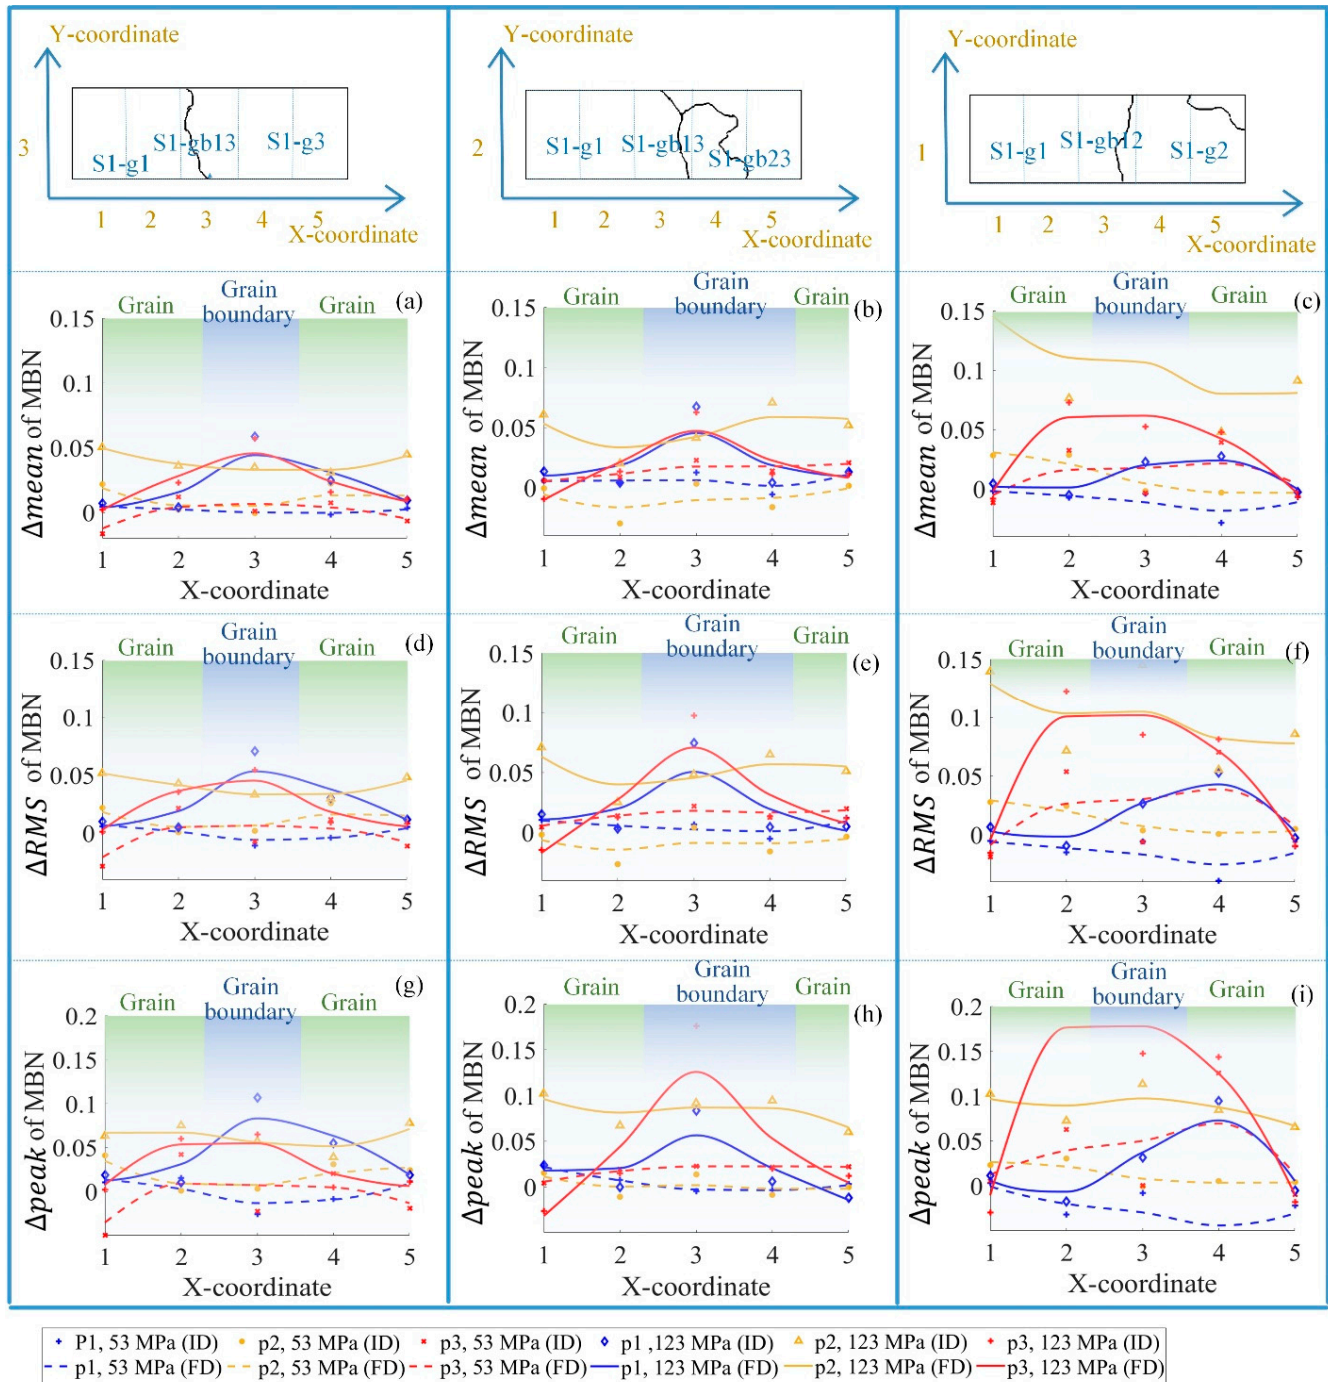 Y-coordinate
3
S1-g1
S1-gb13
S1-g3
1 2 3 4 5
X-coordinate
Y-coordinate
2
S1-g1
S1-gb13
S1-gb23
1 2 3 4 5
X-coordinate
Y-coordinate
1
S1-g1
S1-gb12
S1-g2
1 2 3 4 5
X-coordinate
Grain
Grain
boundary
Grain
(a)
Δmean of MBN
0.15
0.1
0.05
0
1 2 3 4 5
X-coordinate
Grain
Grain
boundary
Grain
(b)
Δmean of MBN
0.15
0.1
0.05
0
1 2 3 4 5
X-coordinate
Grain
Grain
boundary
Grain
(c)
Δmean of MBN
0.15
0.1
0.05
0
1 2 3 4 5
X-coordinate
Grain
Grain
boundary
Grain
(d)
ΔRMS of MBN
0.15
0.1
0.05
0
1 2 3 4 5
X-coordinate
Grain
Grain
boundary
Grain
(e)
ΔRMS of MBN
0.15
0.1
0.05
0
1 2 3 4 5
X-coordinate
Grain
Grain
boundary
Grain
(f)
ΔRMS of MBN
0.15
0.1
0.05
0
1 2 3 4 5
X-coordinate
Grain
Grain
boundary
Grain
(g)
Δpeak of MBN
0.2
0.15
0.1
0.05
0
1 2 3 4 5
X-coordinate
Grain
Grain
boundary
Grain
(h)
Δpeak of MBN
0.2
0.15
0.1
0.05
0
1 2 3 4 5
X-coordinate
Grain
Grain
boundary
Grain
(i)
Δpeak of MBN
0.2
0.15
0.1
0.05
0
1 2 3 4 5
X-coordinate
P1, 53 MPa (ID) p2, 53 MPa (ID) p3, 53 MPa (ID) p1 ,123 MPa (ID) p2, 123 MPa (ID) p3, 123 MPa (ID)
p1, 53 MPa (FD) p2, 53 MPa (FD) p3, 53 MPa (FD) p1, 123 MPa (FD) p2, 123 MPa (FD) p3, 123 MPa (FD)